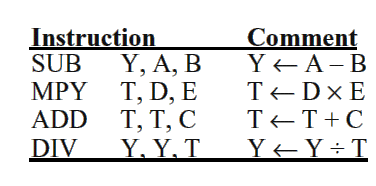 Instruction Comment
SUB Y, A, B Y ← A – B
MPY T, D, E T ← D × E
ADD T, T, C T ← T + C
DIV Y, Y, T Y ← Y ÷ T